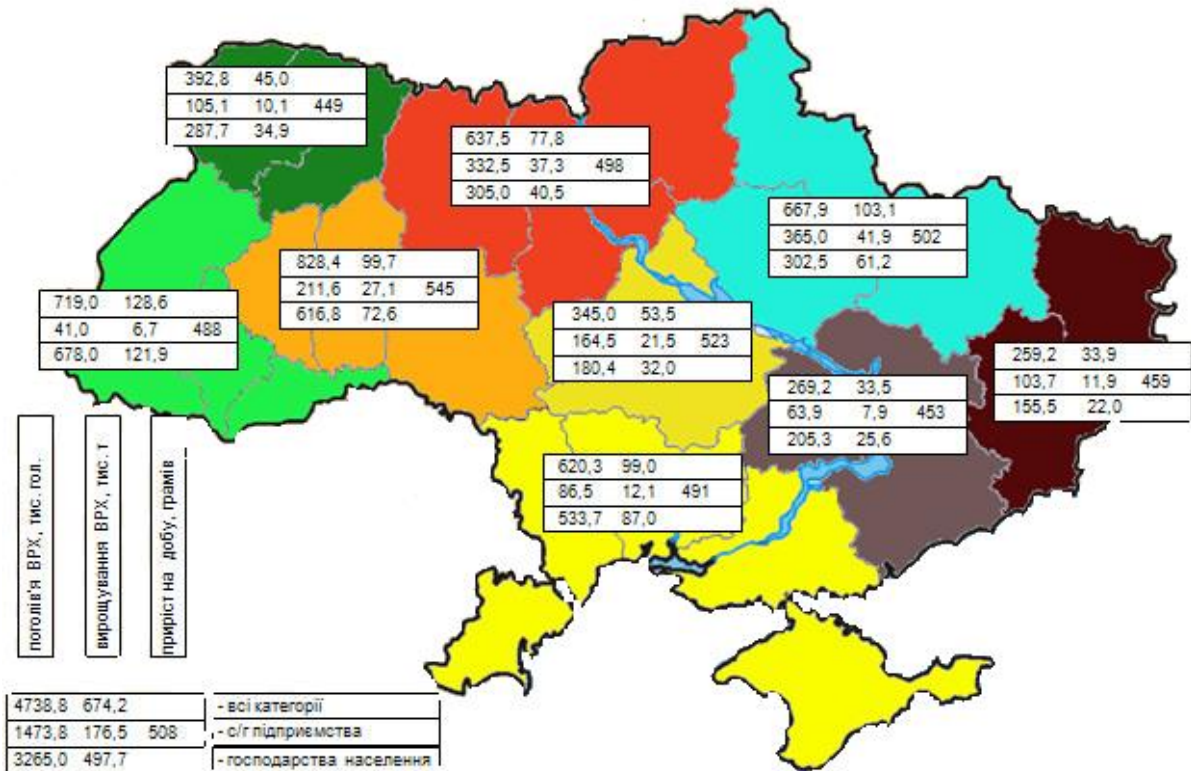 392,8 45,0
105,1 10,1 449
287,7 34,9
637,5 77,8
332,5 37,3 498
305,0 40,5
667,9 103,1
365,0 41,9 502
302,5 61,2
828,4 99,7
211,6 27,1 545
616,8 72,6
719,0 128,6
41,0 6,7 488
678,0 121,9
345,0 53,5
164,5 21,5 523
180,4 32,0
259,2 33,9
103,7 11,9 459
155,5 22,0
269,2 33,5
63,9 7,9 453
205,3 25,6
620,3 99,0
86,5 12,1 491
533,7 87,0
поголів'я ВРХ, тис. гол.
вирощування ВРХ, тис. т
приріст на добу, грамів
4738,8 674,2 - всі категорії
1473,8 176,5 508 - с/г підприємства
3265,0 497,7 - господарства населення